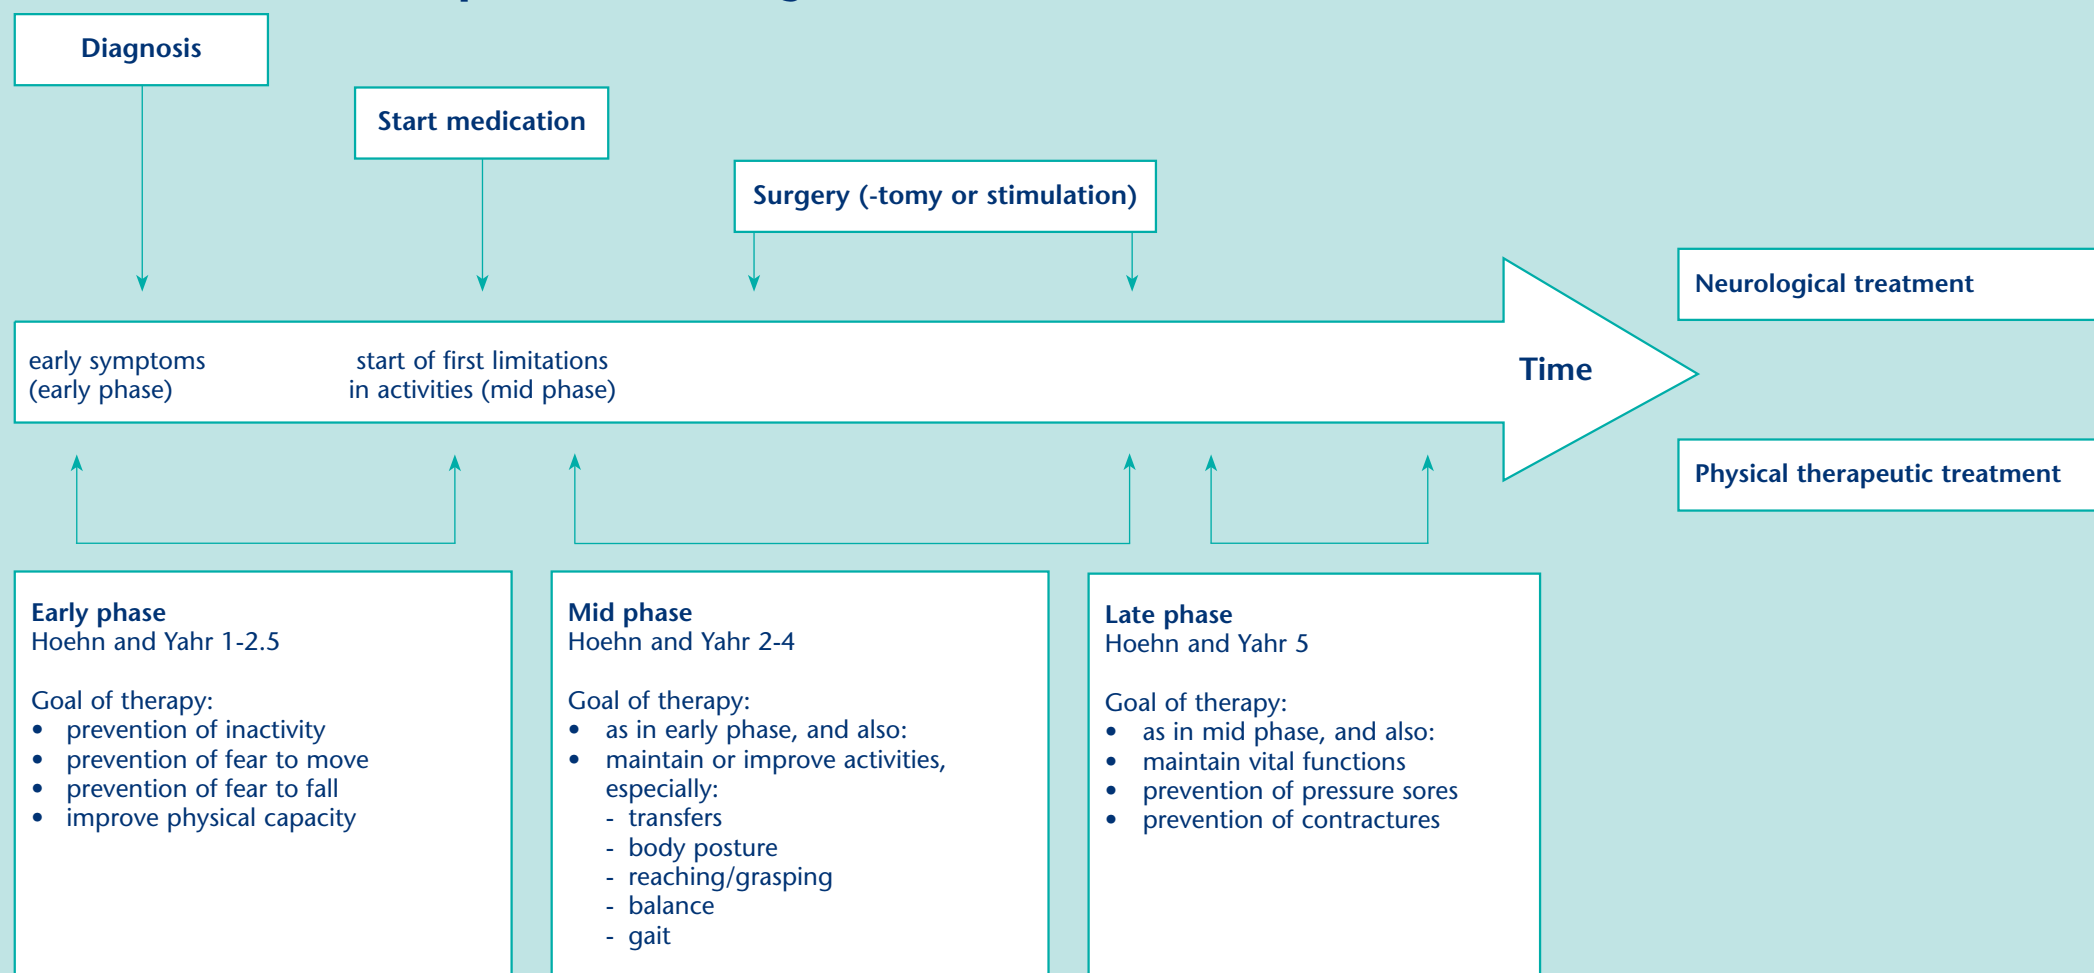 Diagnosis
Start medication
Surgery (-tomy or stimulation)
Neurological treatment
early symptoms
(early phase)
start of first limitations
in activities (mid phase)
Time
Physical therapeutic treatment
Early phase
Hoehn and Yahr 1-2.5
Goal of therapy:
• prevention of inactivity
• prevention of fear to move
• prevention of fear to fall
• improve physical capacity
Mid phase
Hoehn and Yahr 2-4
Goal of therapy:
• as in early phase, and also:
• maintain or improve activities,
especially:
- transfers
- body posture
- reaching/grasping
- balance
- gait
Late phase
Hoehn and Yahr 5
Goal of therapy:
• as in mid phase, and also:
• maintain vital functions
• prevention of pressure sores
• prevention of contractures